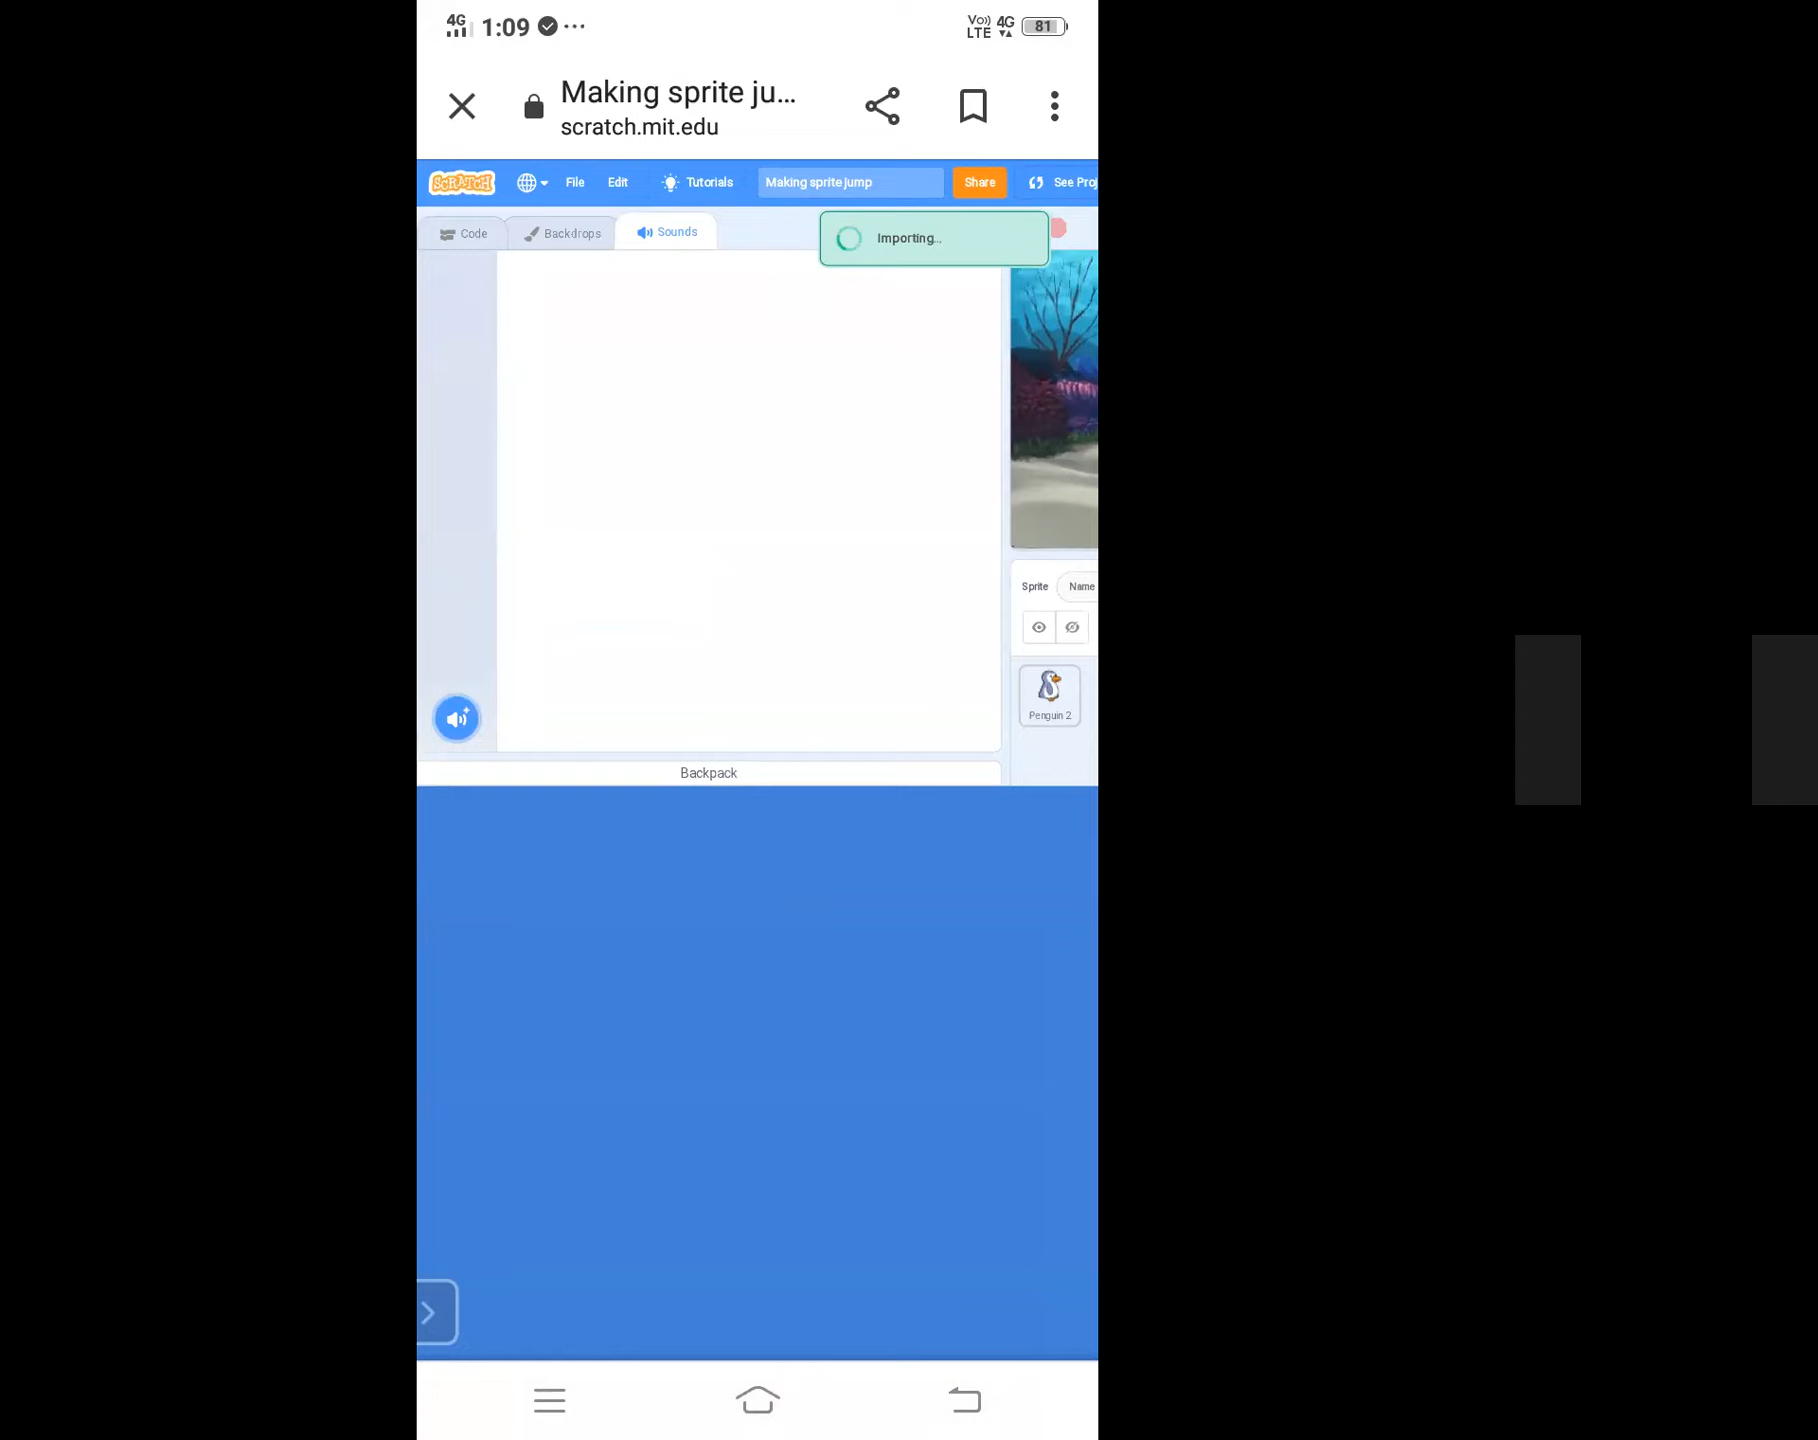 4G 1:09 ... Vo)) LTE 4G 81
Making sprite ju...
scratch.mit.edu
SCRATCH File Edit Tutorials Making sprite jump Share See Proj
Code Backdrops Sounds
Importing...
Sprite Name
Penguin 2
Backpack